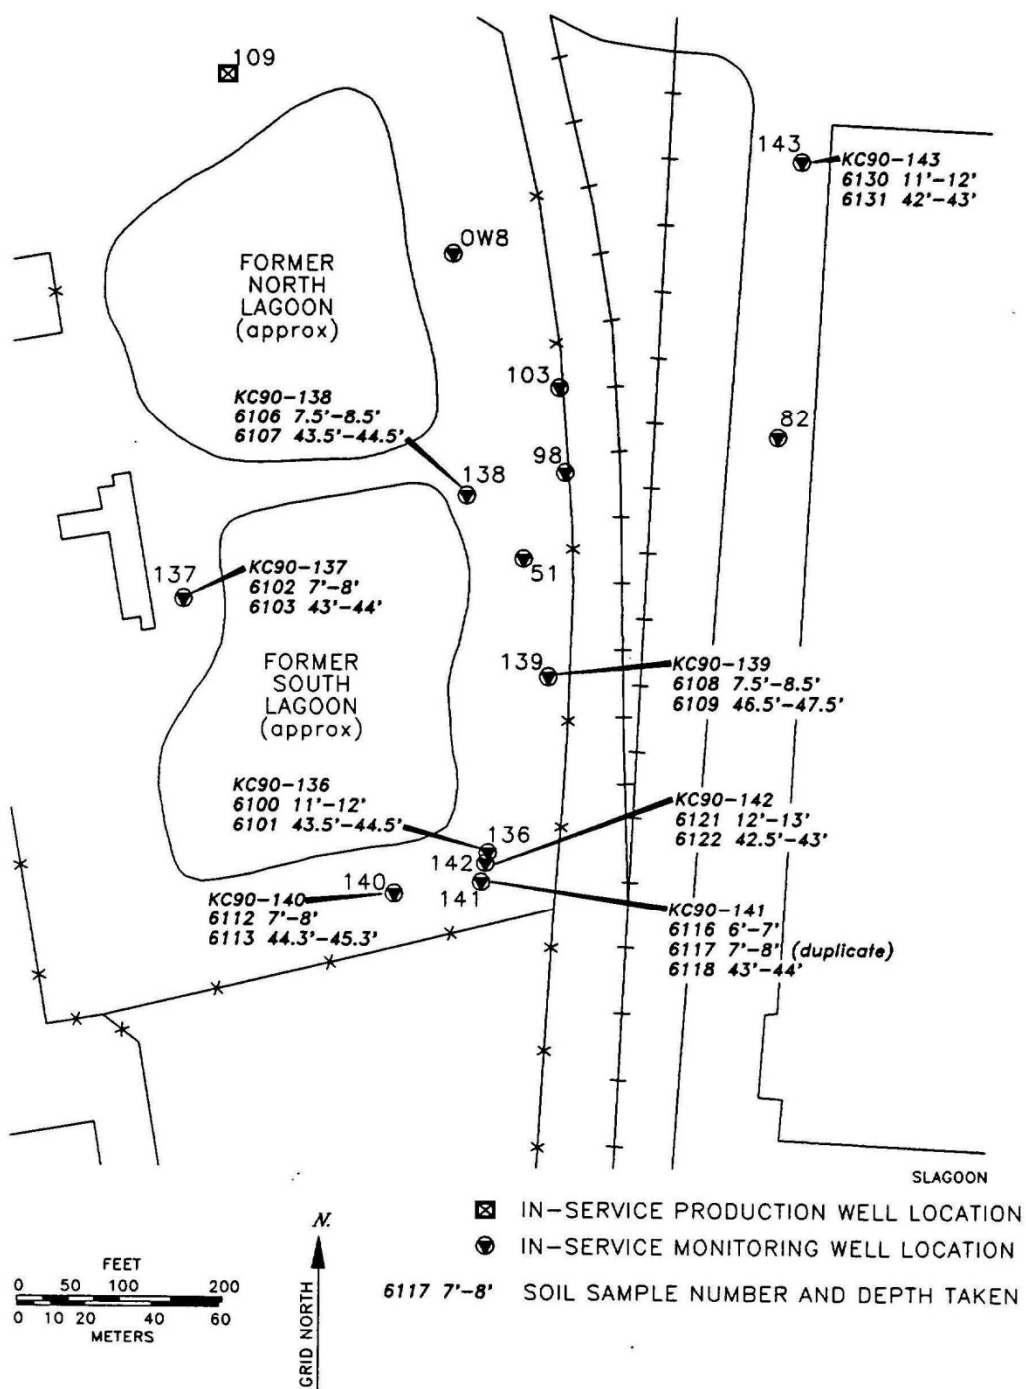 109
143
KC90-143
6130 11'-12'
6131 42'-43'
OW8
FORMER
NORTH
LAGOON
(approx)
103
KC90-138
6106 7.5'-8.5'
6107 43.5'-44.5'
82
98
138
51
137
KC90-137
6102 7'-8'
6103 43'-44'
FORMER
SOUTH
LAGOON
(approx)
139
KC90-139
6108 7.5'-8.5'
6109 46.5'-47.5'
KC90-136
6100 11'-12'
6101 43.5'-44.5'
KC90-142
6121 12'-13'
6122 42.5'-43'
136
142
140
141
KC90-140
6112 7'-8'
6113 44.3'-45.3'
KC90-141
6116 6'-7'
6117 7'-8' (duplicate)
6118 43'-44'
SLAGOON
IN-SERVICE PRODUCTION WELL LOCATION
IN-SERVICE MONITORING WELL LOCATION
6117 7'-8' SOIL SAMPLE NUMBER AND DEPTH TAKEN
N.
GRID NORTH
FEET
0 50 100 200
0 10 20 40 60
METERS